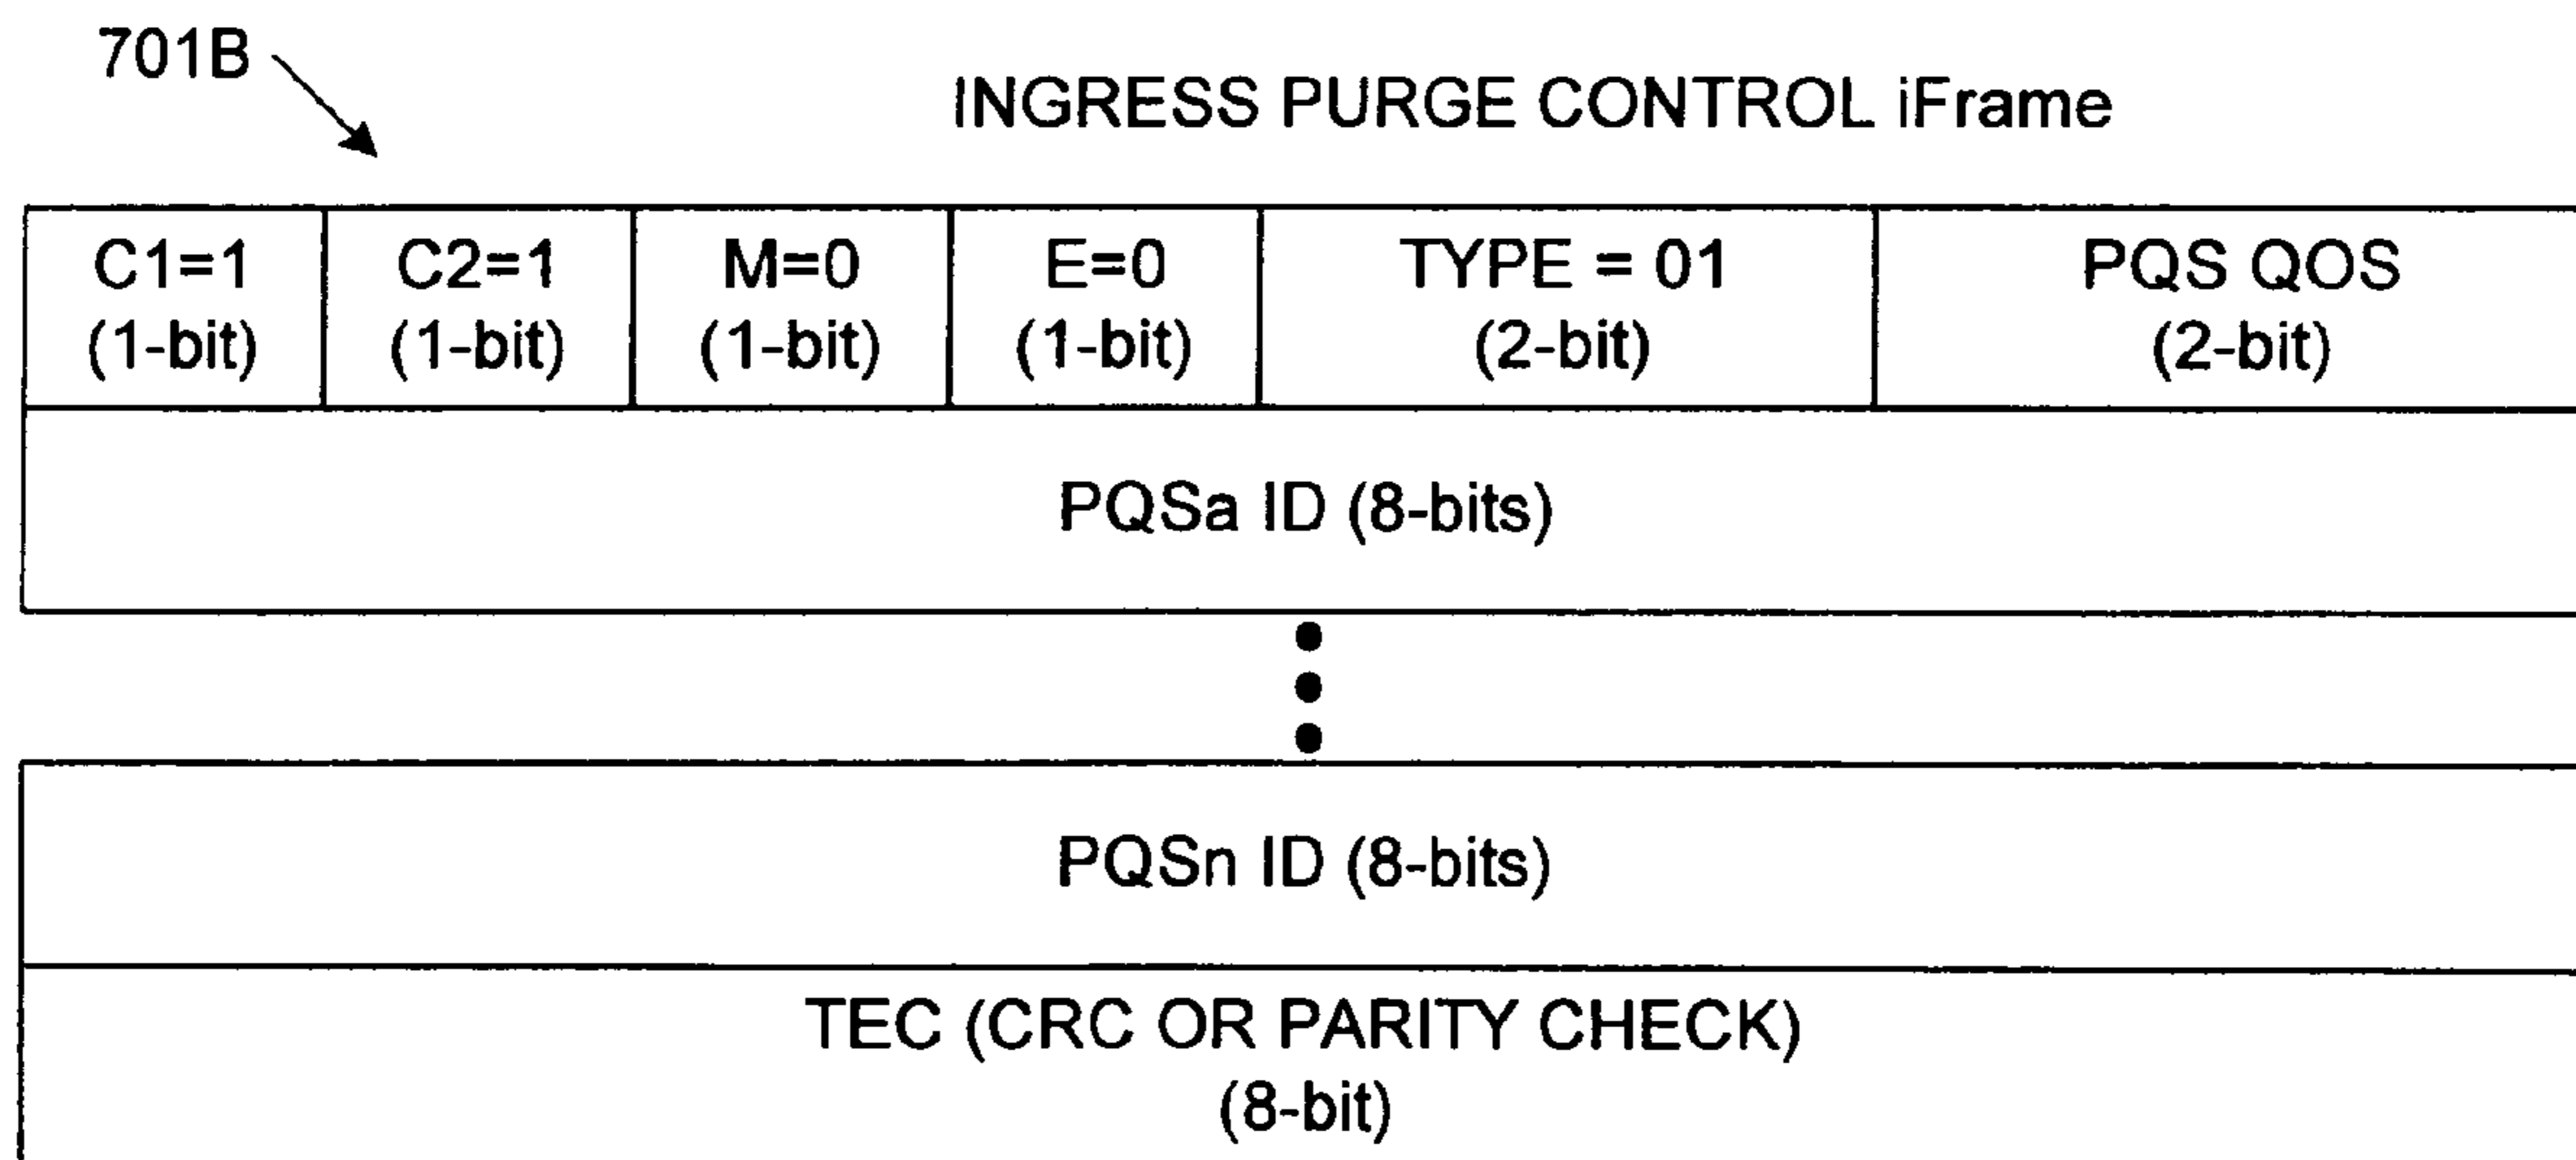 701B
INGRESS PURGE CONTROL iFrame
C1=1 C2=1 M=0 E=0 TYPE = 01 PQS QOS
(1-bit) (1-bit) (1-bit) (1-bit) (2-bit) (2-bit)
PQSa ID (8-bits)
PQSn ID (8-bits)
TEC (CRC OR PARITY CHECK)
(8-bit)